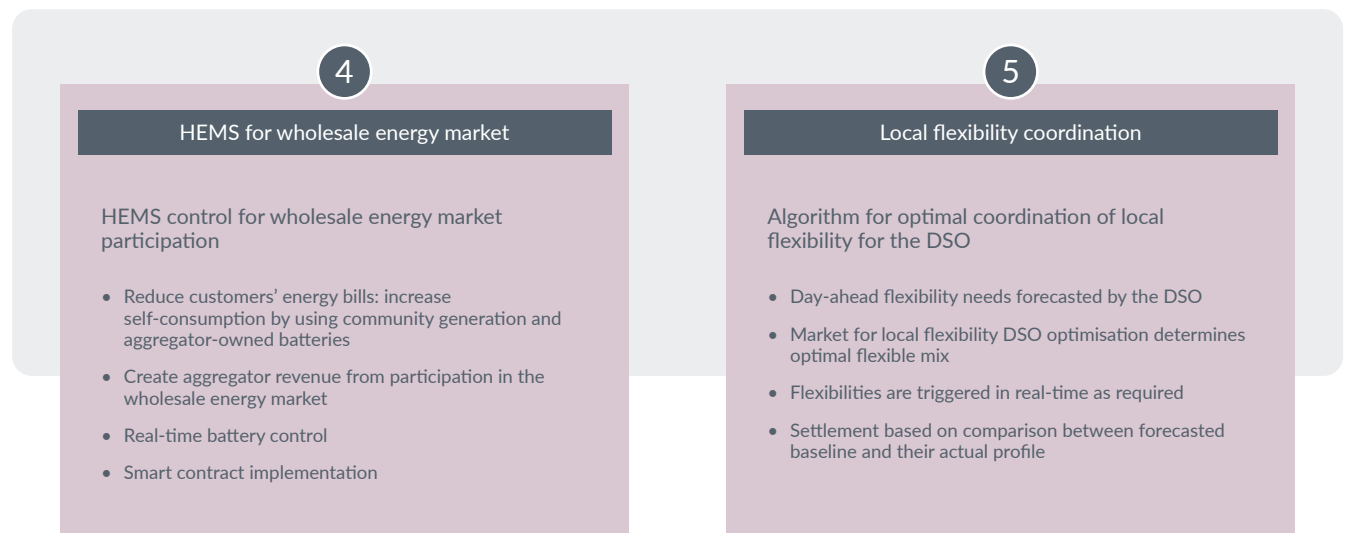 4
HEMS for wholesale energy market
HEMS control for wholesale energy market
participation
• Reduce customers’ energy bills: increase
self-consumption by using community generation and
aggregator-owned batteries
• Create aggregator revenue from participation in the
wholesale energy market
• Real-time battery control
• Smart contract implementation
5
Local flexibility coordination
Algorithm for optimal coordination of local
flexibility for the DSO
• Day-ahead flexibility needs forecasted by the DSO
• Market for local flexibility DSO optimisation determines
optimal flexible mix
• Flexibilities are triggered in real-time as required
• Settlement based on comparison between forecasted
baseline and their actual profile